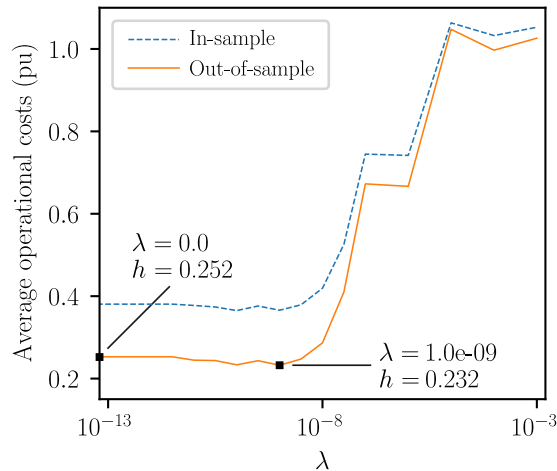 Average operational costs (pu)
1.0
0.8
0.6
0.4
0.2
In-sample
Out-of-sample
λ = 0.0
h = 0.252
λ = 1.0e-09
h = 0.232
10⁻¹³
10⁻⁸
10⁻³
λ